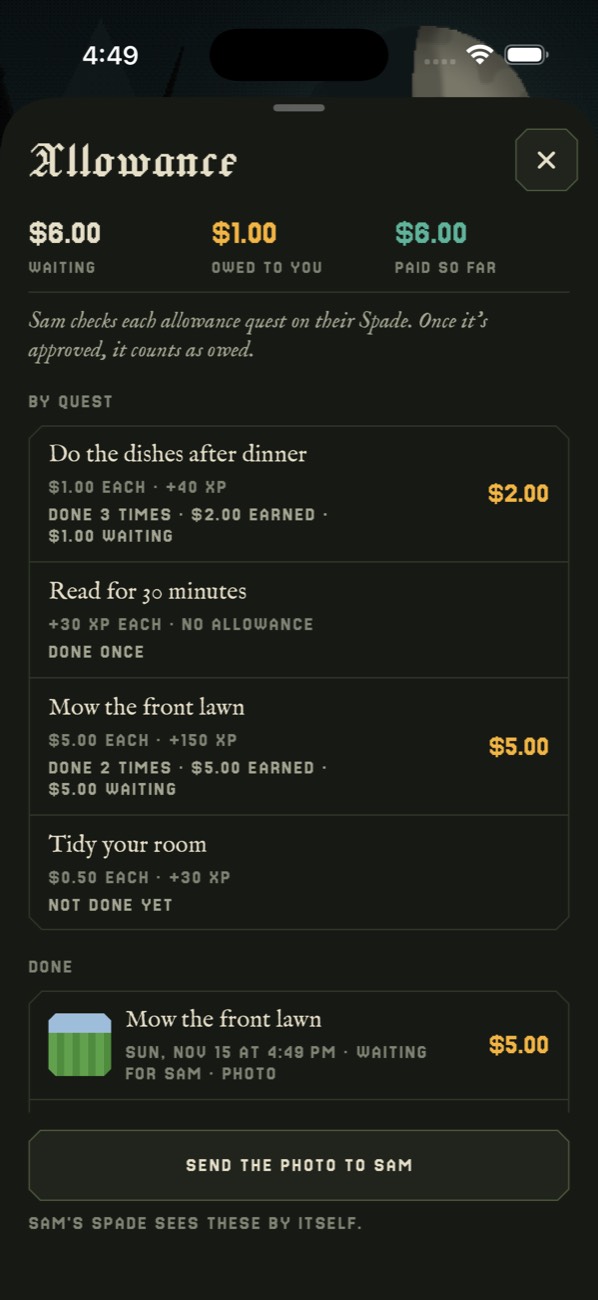 4:49
Allowance
$6.00 $1.00 $6.00
WAITING OWED TO YOU PAID SO FAR
Sam checks each allowance quest on their Spade. Once it's
approved, it counts as owed.
BY QUEST
Do the dishes after dinner
$1.00 EACH · +40 XP
$2.00
DONE 3 TIMES · $2.00 EARNED ·
$1.00 WAITING
Read for 30 minutes
+30 XP EACH · NO ALLOWANCE
DONE ONCE
Mow the front lawn
$5.00 EACH · +150 XP
$5.00
DONE 2 TIMES · $5.00 EARNED ·
$5.00 WAITING
Tidy your room
$0.50 EACH · +30 XP
NOT DONE YET
DONE
Mow the front lawn
$5.00
SUN, NOV 15 AT 4:49 PM · WAITING
FOR SAM · PHOTO
SEND THE PHOTO TO SAM
SAM'S SPADE SEES THESE BY ITSELF.